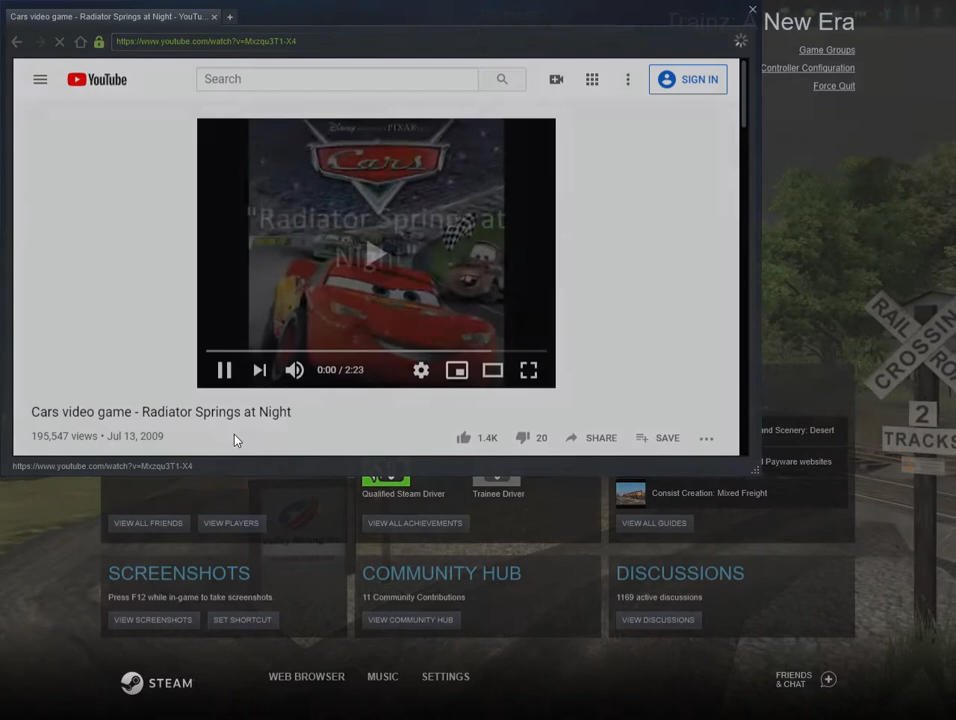 Cars video game - Radiator Springs at Night - YouTu...
Trainz: A New Era"
https://www.youtube.com/watch?v=Mxzqu3T1-X4
Game Groups
Controller Configuration
Force Quit
YouTube
Search
SIGN IN
Disney PIXAR
Cars
"Radiator Springs at
Night"
0:00 / 2:23
Cars video game - Radiator Springs at Night
195,547 views • Jul 13, 2009
1.4K
20
SHARE
SAVE
https://www.youtube.com/watch?v=Mxzqu3T1-X4
RAIL
CROSSING
2
TRACKS
and Scenery: Desert
Payware websites
Qualified Steam Driver
Trainee Driver
Consist Creation: Mixed Freight
VIEW ALL FRIENDS
VIEW PLAYERS
VIEW ALL ACHIEVEMENTS
VIEW ALL GUIDES
SCREENSHOTS
Press F12 while in-game to take screenshots
VIEW SCREENSHOTS
SET SHORTCUT
COMMUNITY HUB
11 Community Contributions
VIEW COMMUNITY HUB
DISCUSSIONS
1169 active discussions
VIEW DISCUSSIONS
STEAM
WEB BROWSER
MUSIC
SETTINGS
FRIENDS
& CHAT